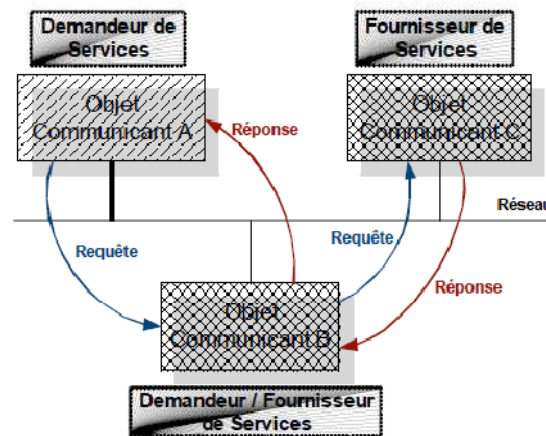 Demandeur de
Services
Fournisseur de
Services
Objet
Communicant A
Réponse
Objet
Communicant C
Réseau
Requête
Requête
Réponse
Objet
Communicant B
Demandeur / Fournisseur
de Services